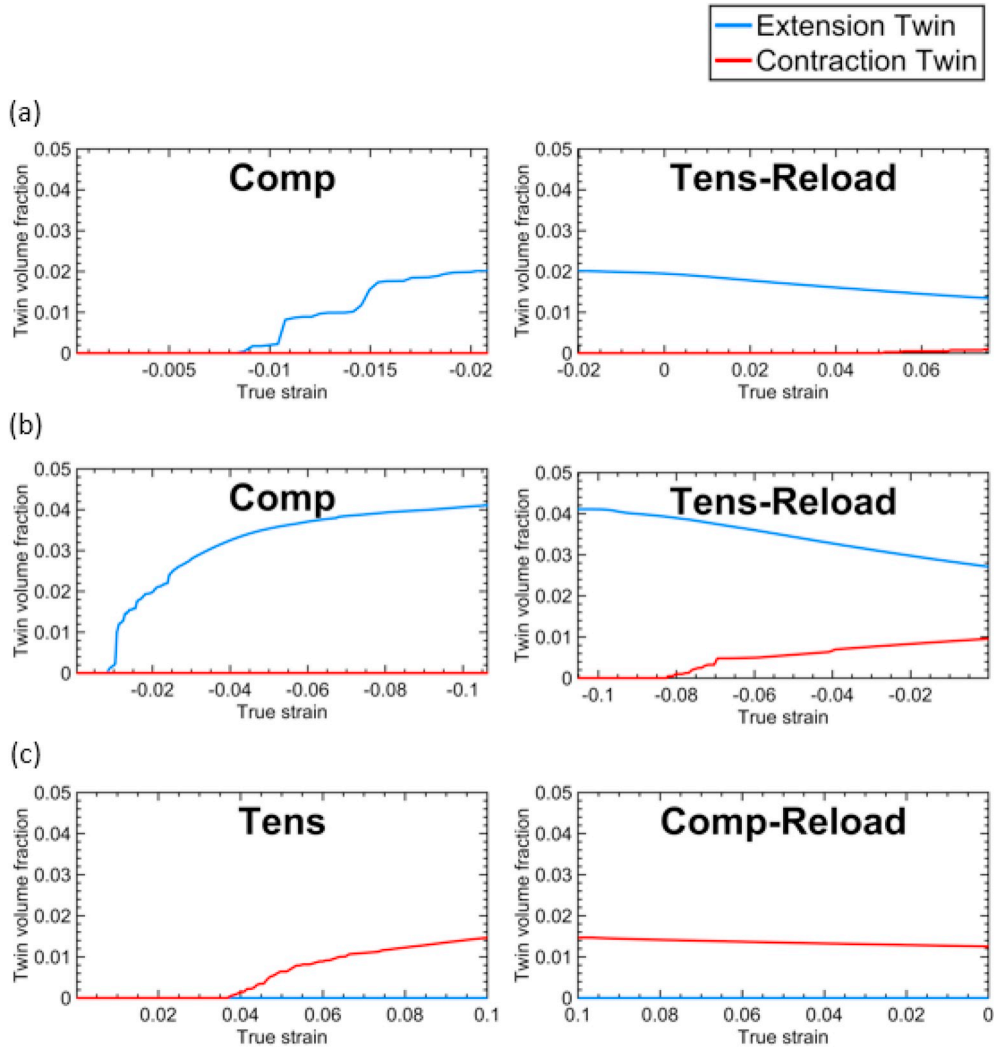 Extension Twin
Contraction Twin
(a)
Comp
Twin volume fraction
0.05
0.04
0.03
0.02
0.01
0
-0.005 -0.01 -0.015 -0.02
True strain
Tens-Reload
Twin volume fraction
0.05
0.04
0.03
0.02
0.01
0
-0.02 0 0.02 0.04 0.06
True strain
(b)
Comp
Twin volume fraction
0.05
0.04
0.03
0.02
0.01
0
-0.02 -0.04 -0.06 -0.08 -0.1
True strain
Tens-Reload
Twin volume fraction
0.05
0.04
0.03
0.02
0.01
0
-0.1 -0.08 -0.06 -0.04 -0.02
True strain
(c)
Tens
Twin volume fraction
0.05
0.04
0.03
0.02
0.01
0
0.02 0.04 0.06 0.08 0.1
True strain
Comp-Reload
Twin volume fraction
0.05
0.04
0.03
0.02
0.01
0
0.1 0.08 0.06 0.04 0.02 0
True strain